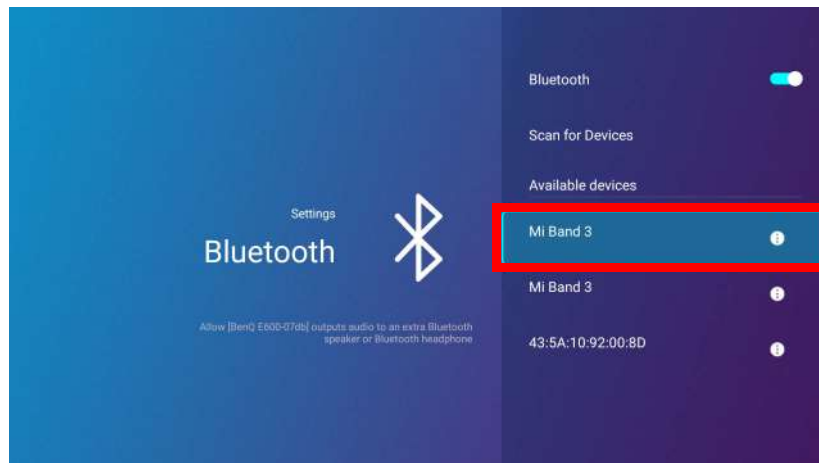 Settings
Bluetooth
Allow [BenQ E600-07db] outputs audio to an extra Bluetooth
speaker or Bluetooth headphone
Bluetooth
Scan for Devices
Available devices
Mi Band 3
Mi Band 3
43:5A:10:92:00:8D